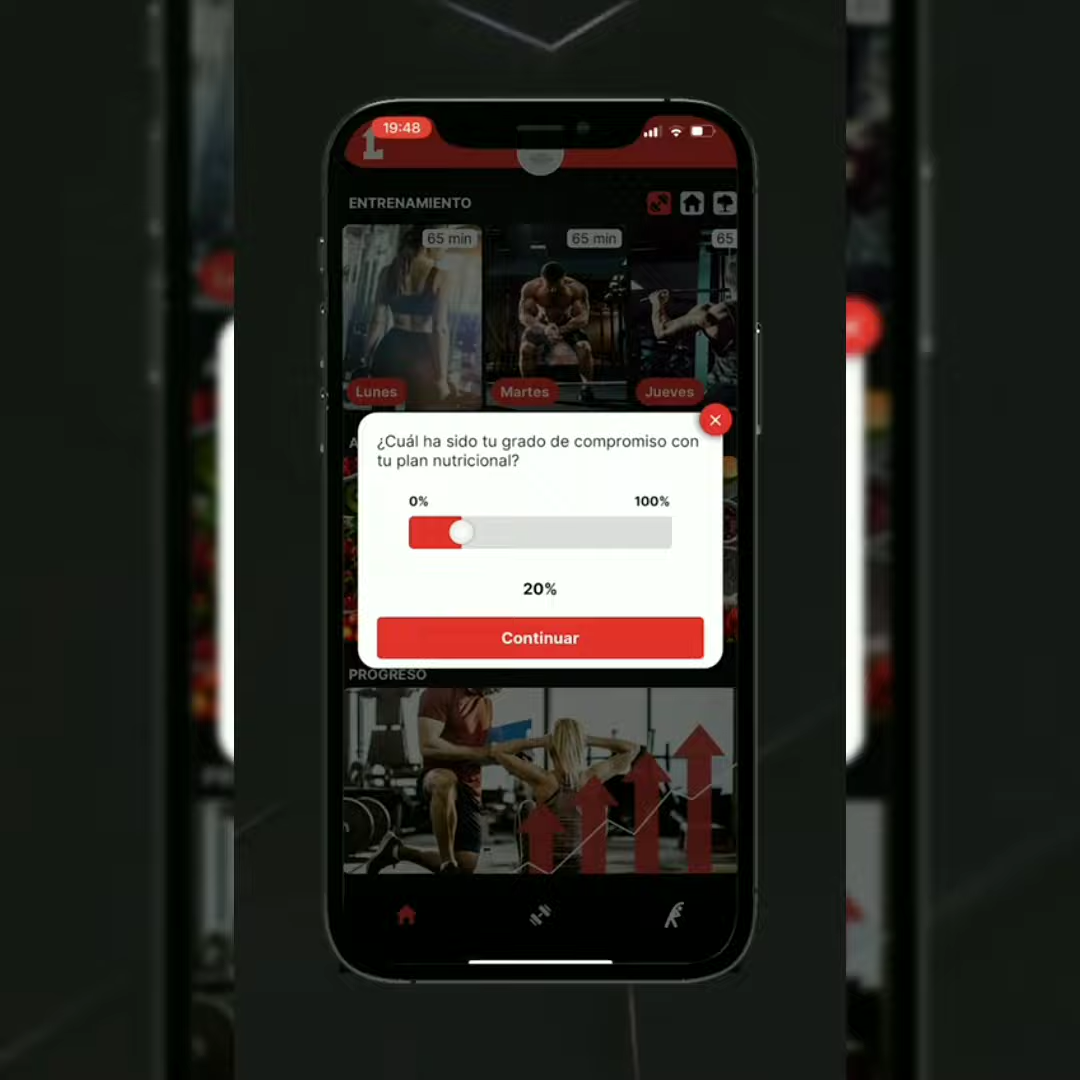 19:48
ENTRENAMIENTO
65 min
65 min
65
Lunes
Martes
Jueves
¿Cuál ha sido tu grado de compromiso con
tu plan nutricional?
0%
100%
20%
Continuar
PROGRESO